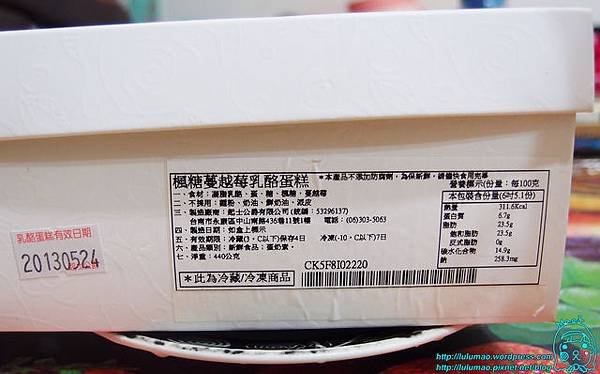 楓糖蔓越莓乳酪蛋糕
*本產品不添加防腐劑，為保新鮮，請儘快食用完畢
一、食材：凝脂乳酪、蛋、糖、楓糖、蔓越莓
二、不採用：麵粉、奶油、鮮奶油、派皮
三、製造廠商：起士公爵有限公司(統編：53296137)
台南市永康區中山南路436巷11號 電話：(06)303-5063
四、製造日期：如盒上標示
五、有效期限：冷藏(3°C以下)保存4日 冷凍(-10°C以下)7日
六、產品類別：新鮮食品：蛋奶素。
七、淨重：440公克
*此為冷藏/冷凍商品
CK5F8I02220
營養標示(份量：每100克
本包裝含份量(6吋5.1份)
熱量 311.6Kcal
蛋白質 6.7g
脂肪 23.5g
飽和脂肪 23.5g
反式脂肪 0g
碳水化合物 14.9g
鈉 258.3mg
乳酪蛋糕有效日期
20130524
http://lulumao.wordpress.com
http://lulumao.pixnet.net/blog